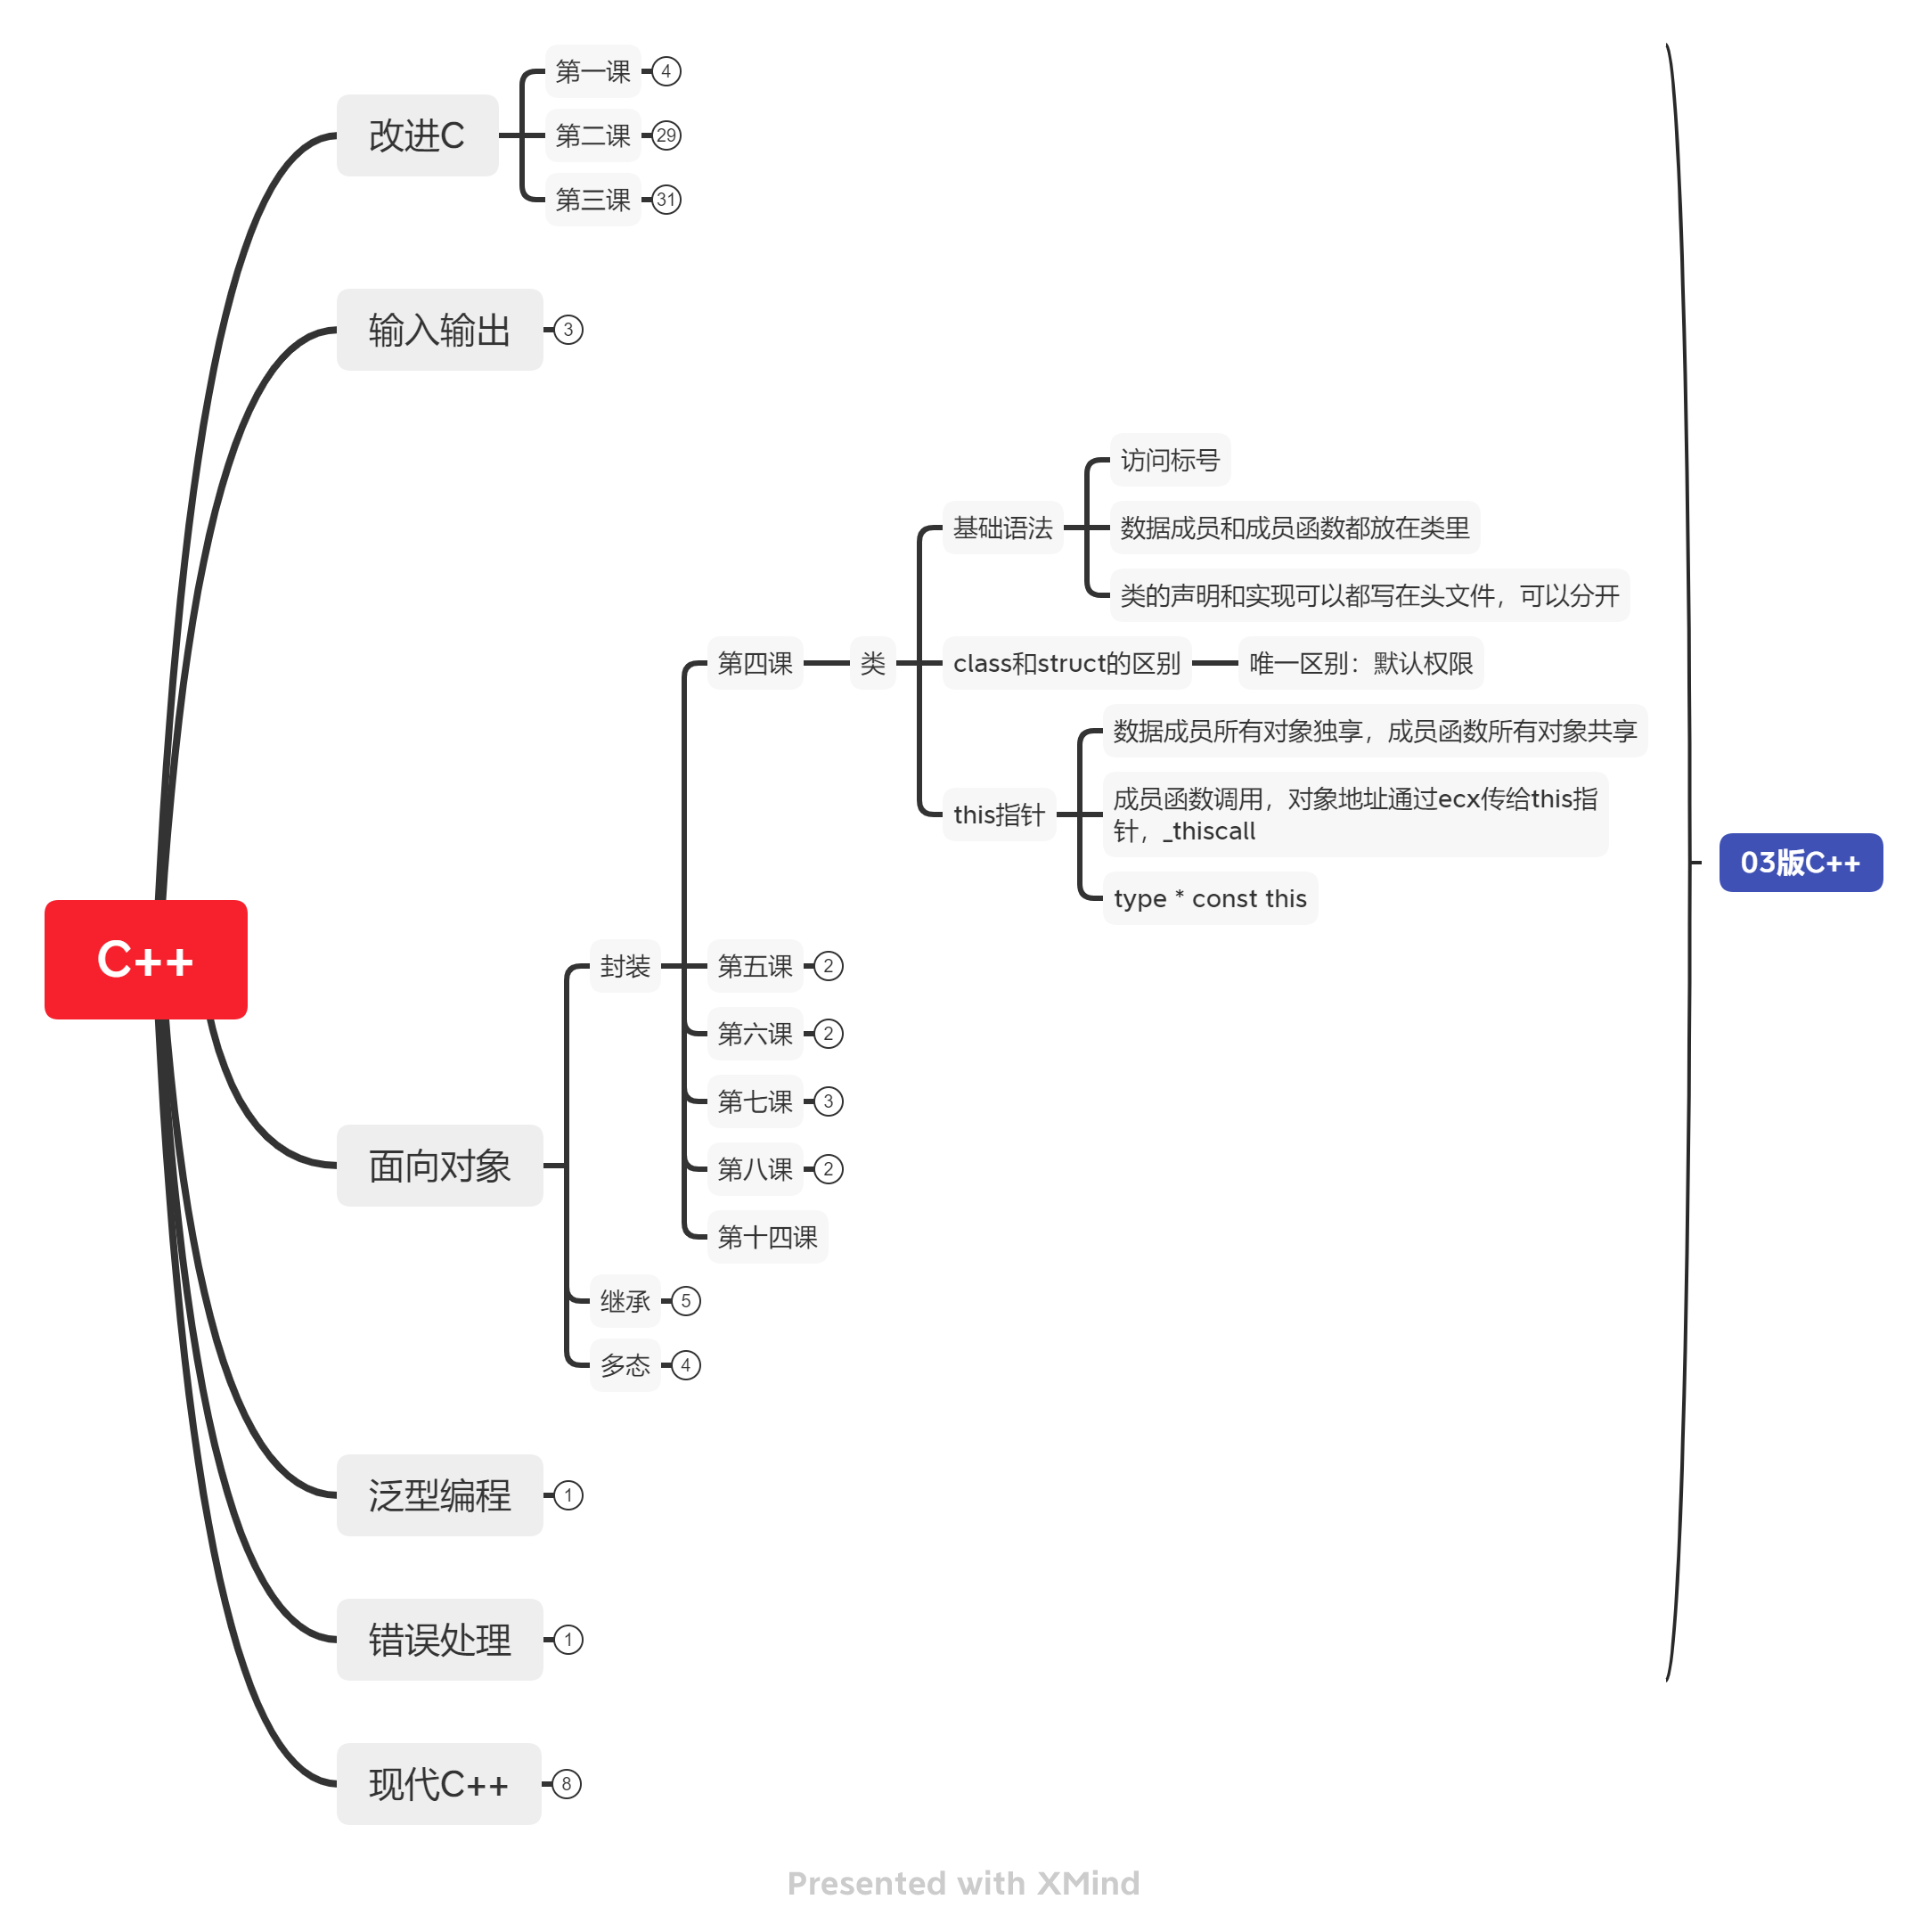 C++
改进C
第一课
4
第二课
29
第三课
31
输入输出
3
面向对象
封装
第四课
类
基础语法
访问标号
数据成员和成员函数都放在类里
类的声明和实现可以都写在头文件，可以分开
class和struct的区别
唯一区别：默认权限
this指针
数据成员所有对象独享，成员函数所有对象共享
成员函数调用，对象地址通过ecx传给this指
针，_thiscall
type * const this
第五课
2
第六课
2
第七课
3
第八课
2
第十四课
继承
5
多态
4
泛型编程
1
错误处理
1
现代C++
8
03版C++
Presented with XMind